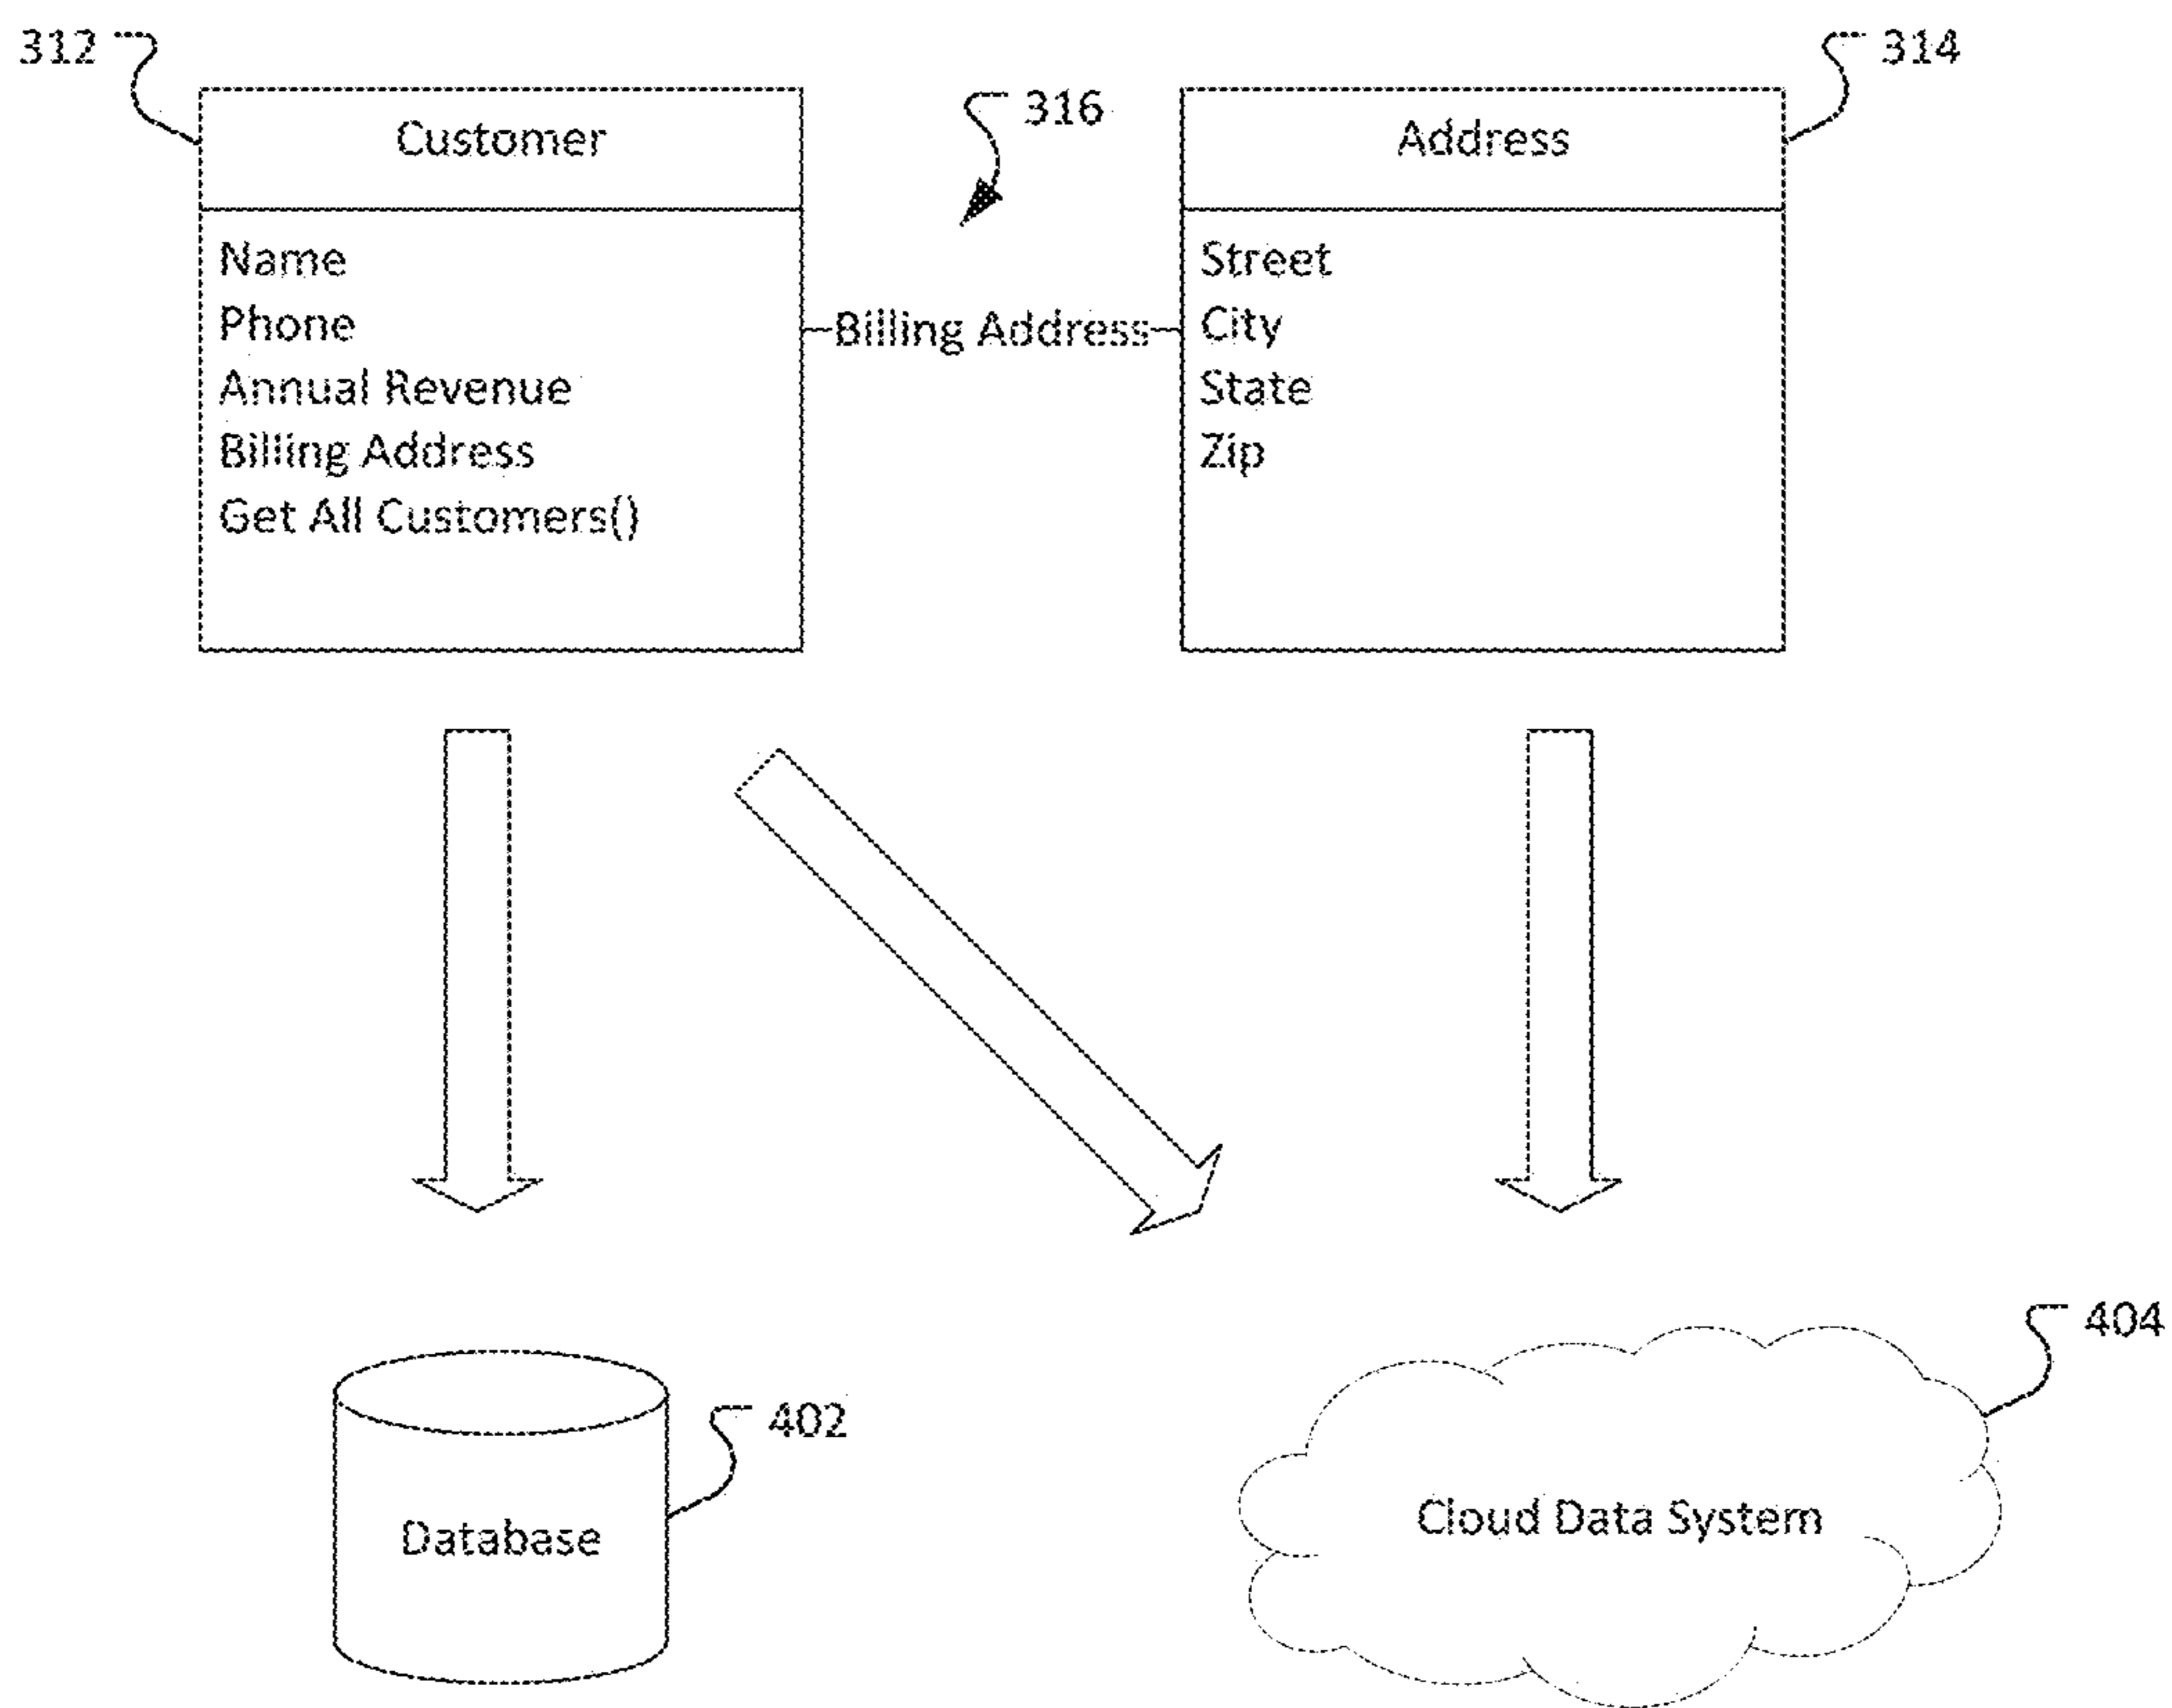 312
314
316
Customer
Address
Name
Phone
Annual Revenue
Billing Address
Get All Customers()
Billing Address
Street
City
State
Zip
404
402
Database
Cloud Data System